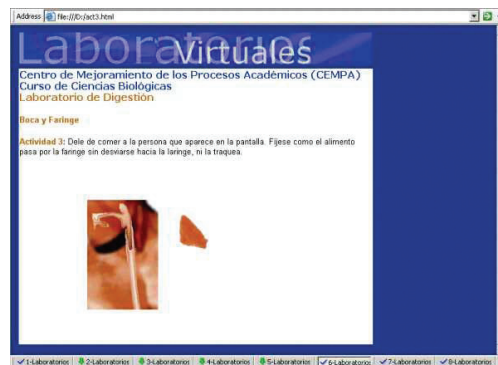 Address file:///D:/act3.html
Laboratorios
Virtuales
Centro de Mejoramiento de los Procesos Académicos (CEMPA)
Curso de Ciencias Biológicas
Laboratorio de Digestión
Boca y Faringe
Actividad 3: Dele de comer a la persona que aparece en la pantalla. Fíjese como el alimento
pasa por la faringe sin desviarse hacia la laringe, ni la traquea.
1-Laboratorios 2-Laboratorios 3-Laboratorios 4-Laboratorios 5-Laboratorios 6-Laboratorios 7-Laboratorios 8-Laboratorios